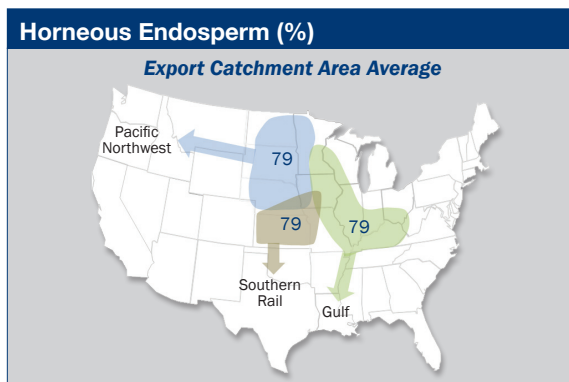 Horneous Endosperm (%)
Export Catchment Area Average
Pacific
Northwest
79
79
79
Southern
Rail
Gulf